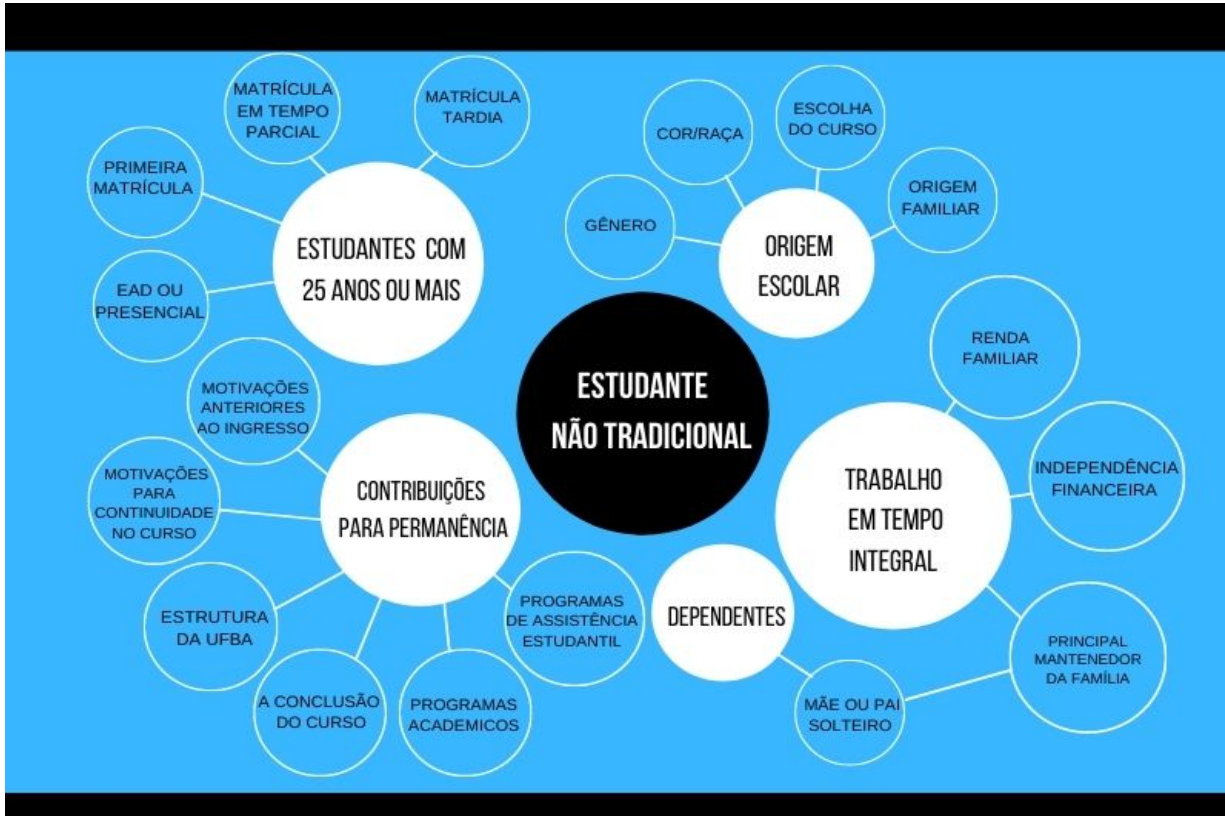 MATRÍCULA
EM TEMPO
PARCIAL
MATRÍCULA
TARDIA
PRIMEIRA
MATRÍCULA
EAD OU
PRESENCIAL
ESTUDANTES COM
25 ANOS OU MAIS
GÊNERO
COR/RAÇA
ESCOLHA
DO CURSO
ORIGEM
FAMILIAR
ORIGEM
ESCOLAR
ESTUDANTE
NÃO TRADICIONAL
RENDA
FAMILIAR
INDEPENDÊNCIA
FINANCEIRA
TRABALHO
EM TEMPO
INTEGRAL
PRINCIPAL
MANTENEDOR
DA FAMÍLIA
DEPENDENTES
MÃE OU PAI
SOLTEIRO
MOTIVAÇÕES
ANTERIORES
AO INGRESSO
MOTIVAÇÕES
PARA
CONTINUIDADE
NO CURSO
CONTRIBUIÇÕES
PARA PERMANÊNCIA
ESTRUTURA
DA UFBA
A CONCLUSÃO
DO CURSO
PROGRAMAS
ACADEMICOS
PROGRAMAS
DE ASSISTÊNCIA
ESTUDANTIL